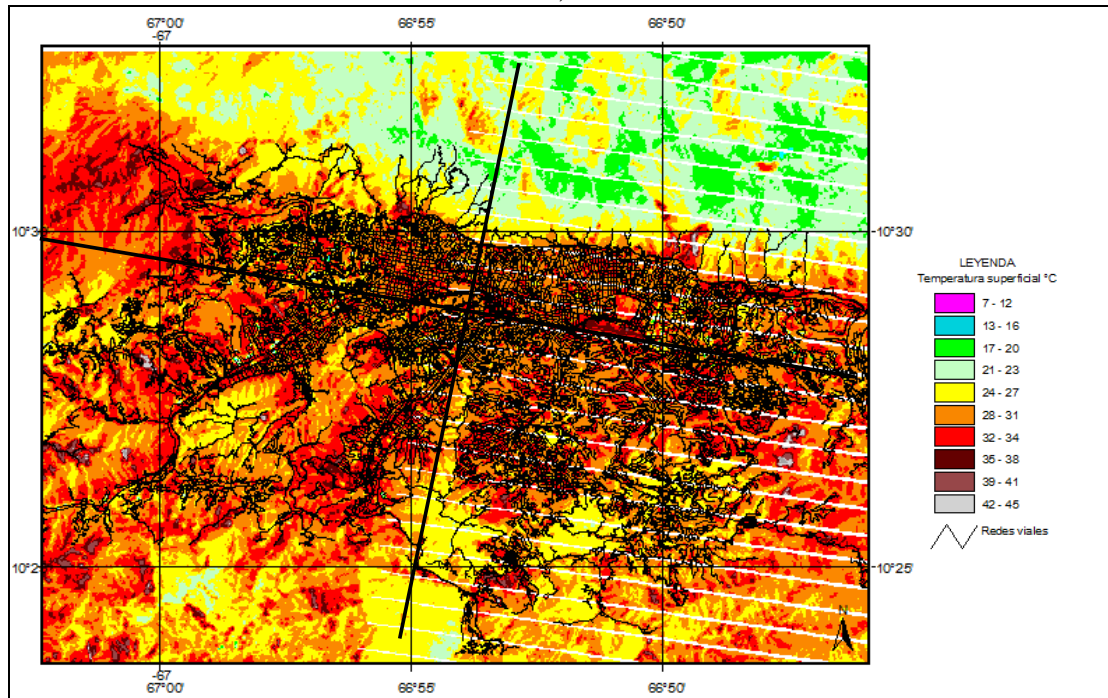 67°00' 66°55' 66°50'
-67
10°3 10°30'
LEYENDA
Temperatura superficial °C
7 - 12
13 - 16
17 - 20
21 - 23
24 - 27
28 - 31
32 - 34
35 - 38
39 - 41
42 - 45
Redes viales
10°2 10°25'
N
-67
67°00' 66°55' 66°50'